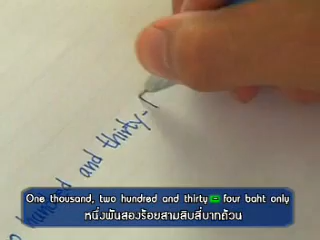 hundred and thirty-
One thousand, two hundred and thirty - four baht only
หนึ่งพันสองร้อยสามสิบสี่บาทถ้วน